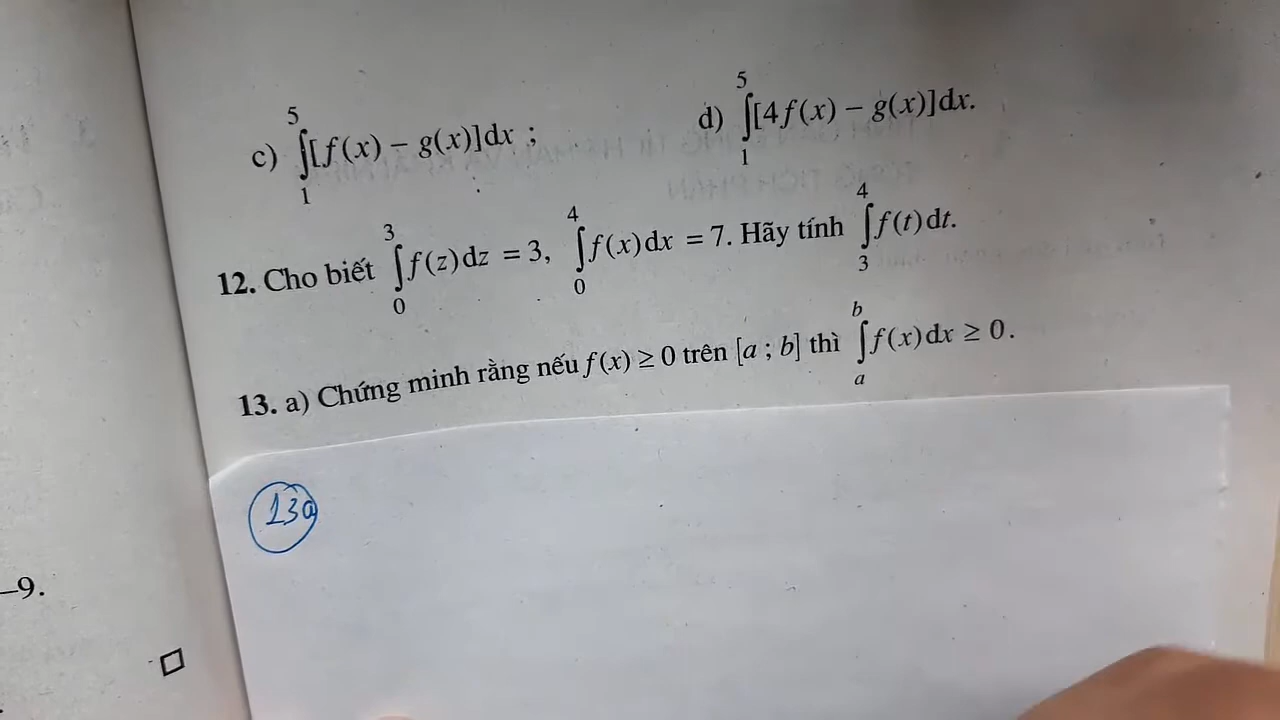 c) ∫₁⁵[f(x) − g(x)]dx ; d) ∫₁⁵[4f(x) − g(x)]dx.
12. Cho biết ∫₀³f(z)dz = 3, ∫₀⁴f(x)dx = 7. Hãy tính ∫₃⁴f(t)dt.
13. a) Chứng minh rằng nếu f(x) ≥ 0 trên [a ; b] thì ∫ₐᵇf(x)dx ≥ 0.
13a
–9.